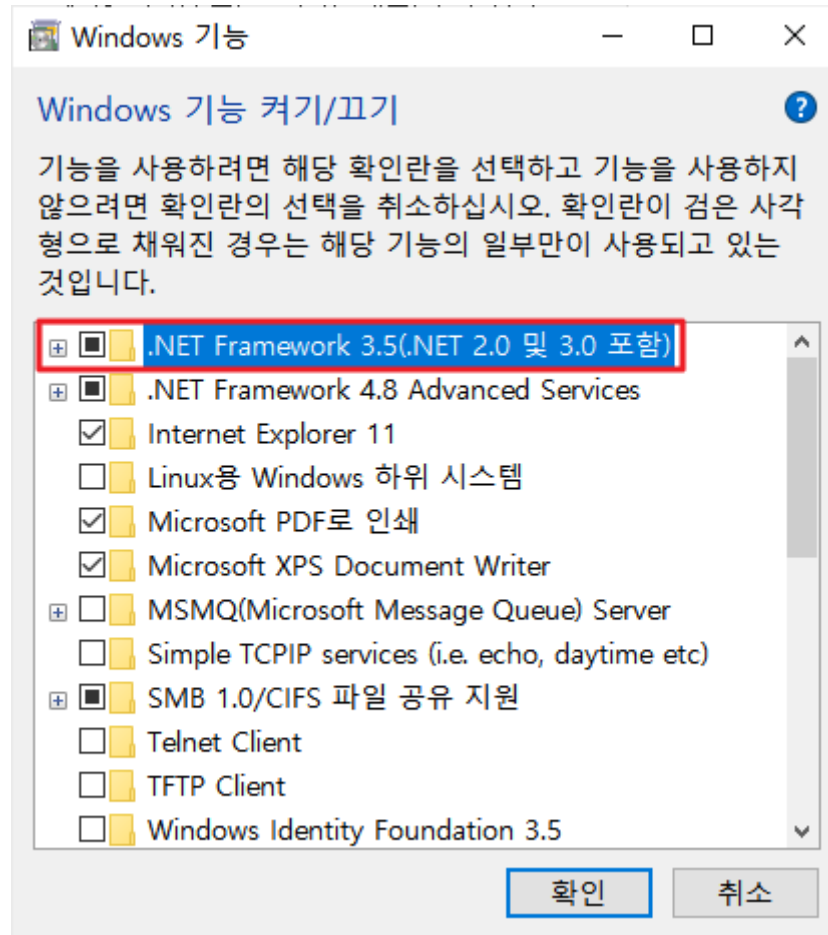 Windows 기능
Windows 기능 켜기/끄기
기능을 사용하려면 해당 확인란을 선택하고 기능을 사용하지
않으려면 확인란의 선택을 취소하십시오. 확인란이 검은 사각
형으로 채워진 경우는 해당 기능의 일부만이 사용되고 있는
것입니다.
.NET Framework 3.5(.NET 2.0 및 3.0 포함)
.NET Framework 4.8 Advanced Services
Internet Explorer 11
Linux용 Windows 하위 시스템
Microsoft PDF로 인쇄
Microsoft XPS Document Writer
MSMQ(Microsoft Message Queue) Server
Simple TCPIP services (i.e. echo, daytime etc)
SMB 1.0/CIFS 파일 공유 지원
Telnet Client
TFTP Client
Windows Identity Foundation 3.5
확인 취소